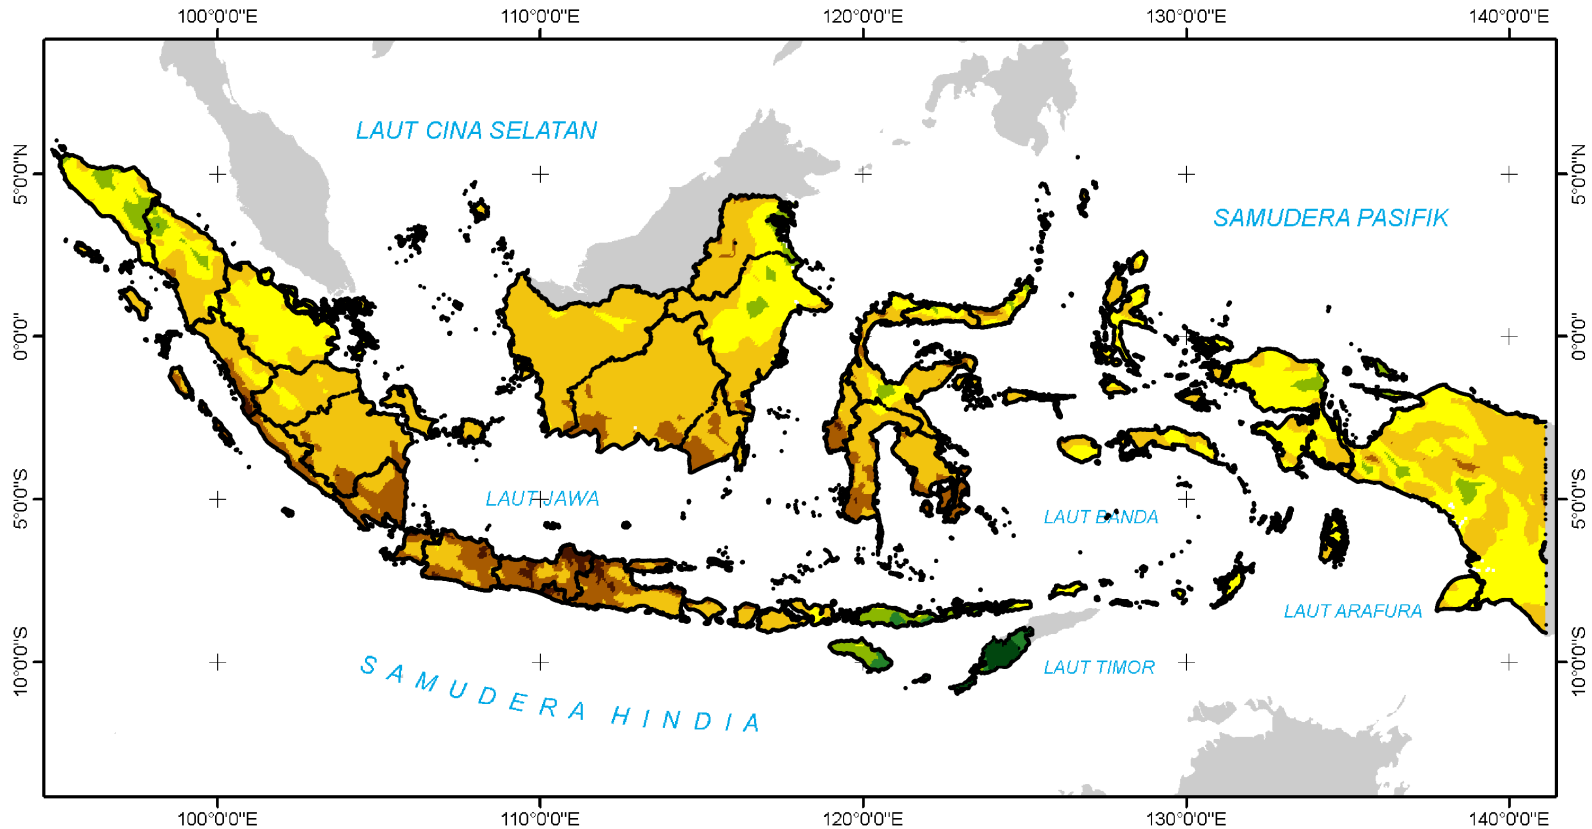 100°0'0"E 110°0'0"E 120°0'0"E 130°0'0"E 140°0'0"E
LAUT CINA SELATAN
5°0'0"N 5°0'0"N
SAMUDERA PASIFIK
0°0'0" 0°0'0"
5°0'0"S LAUT JAWA 5°0'0"S
LAUT BANDA
LAUT ARAFURA
10°0'0"S LAUT TIMOR 10°0'0"S
SAMUDERA HINDIA
100°0'0"E 110°0'0"E 120°0'0"E 130°0'0"E 140°0'0"E